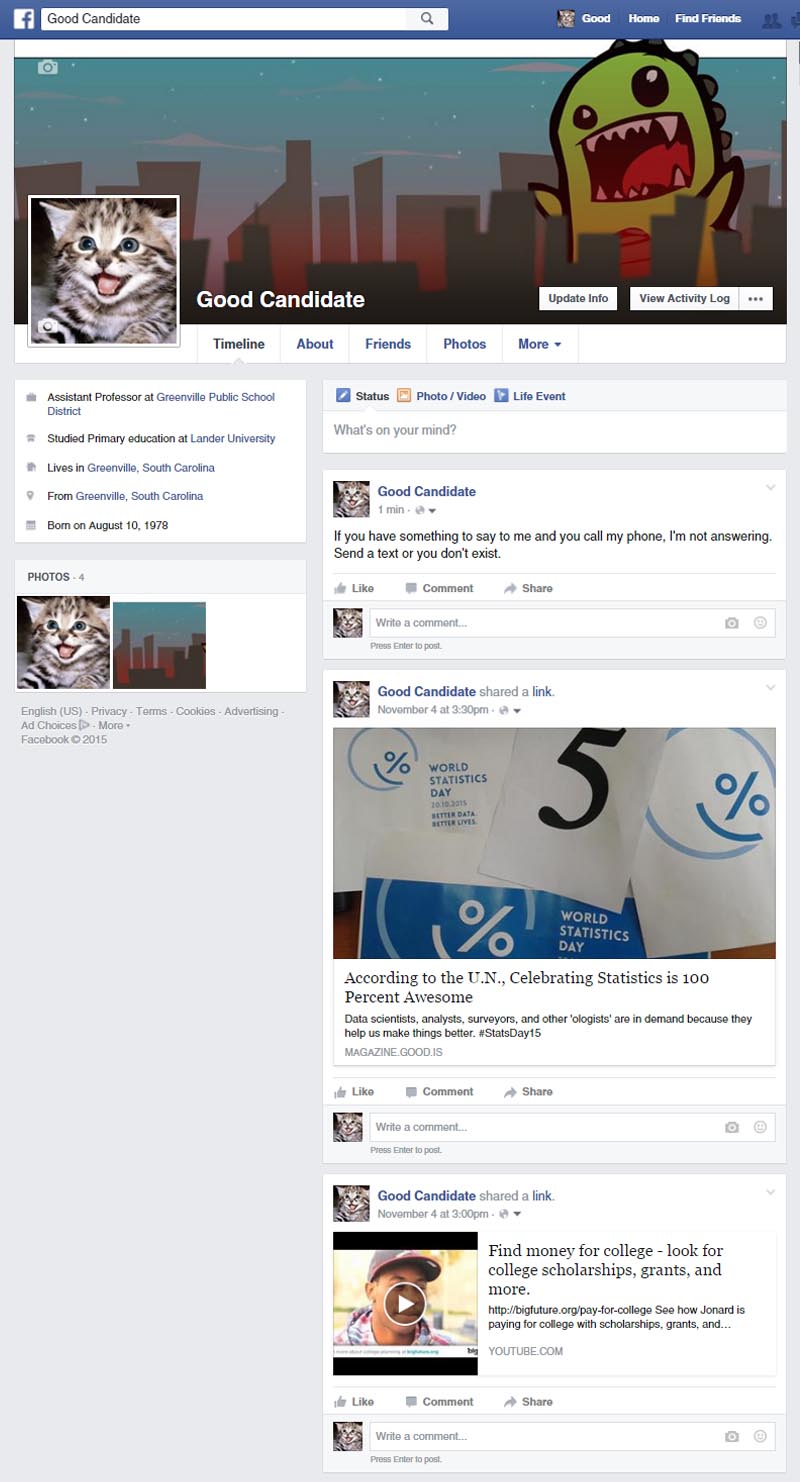 Good Candidate
Good Home Find Friends
Good Candidate
Update Info View Activity Log
Timeline About Friends Photos More
Assistant Professor at Greenville Public School
District
Studied Primary education at Lander University
Lives in Greenville, South Carolina
From Greenville, South Carolina
Born on August 10, 1978
PHOTOS · 4
English (US) · Privacy · Terms · Cookies · Advertising ·
Ad Choices · More
Facebook © 2015
Status Photo / Video Life Event
What's on your mind?
Good Candidate
1 min ·
If you have something to say to me and you call my phone, I'm not answering.
Send a text or you don't exist.
Like Comment Share
Write a comment...
Press Enter to post.
Good Candidate shared a link.
November 4 at 3:30pm ·
% WORLD
STATISTICS
DAY
20.10.2015
BETTER DATA.
BETTER LIVES.
5
%
% WORLD
STATISTICS
DAY
According to the U.N., Celebrating Statistics is 100
Percent Awesome
Data scientists, analysts, surveyors, and other 'ologists' are in demand because they
help us make things better. #StatsDay15
MAGAZINE.GOOD.IS
Like Comment Share
Write a comment...
Press Enter to post.
Good Candidate shared a link.
November 4 at 3:00pm ·
more about college planning at bigfuture.org big
Find money for college - look for
college scholarships, grants, and
more.
http://bigfuture.org/pay-for-college See how Jonard is
paying for college with scholarships, grants, and...
YOUTUBE.COM
Like Comment Share
Write a comment...
Press Enter to post.